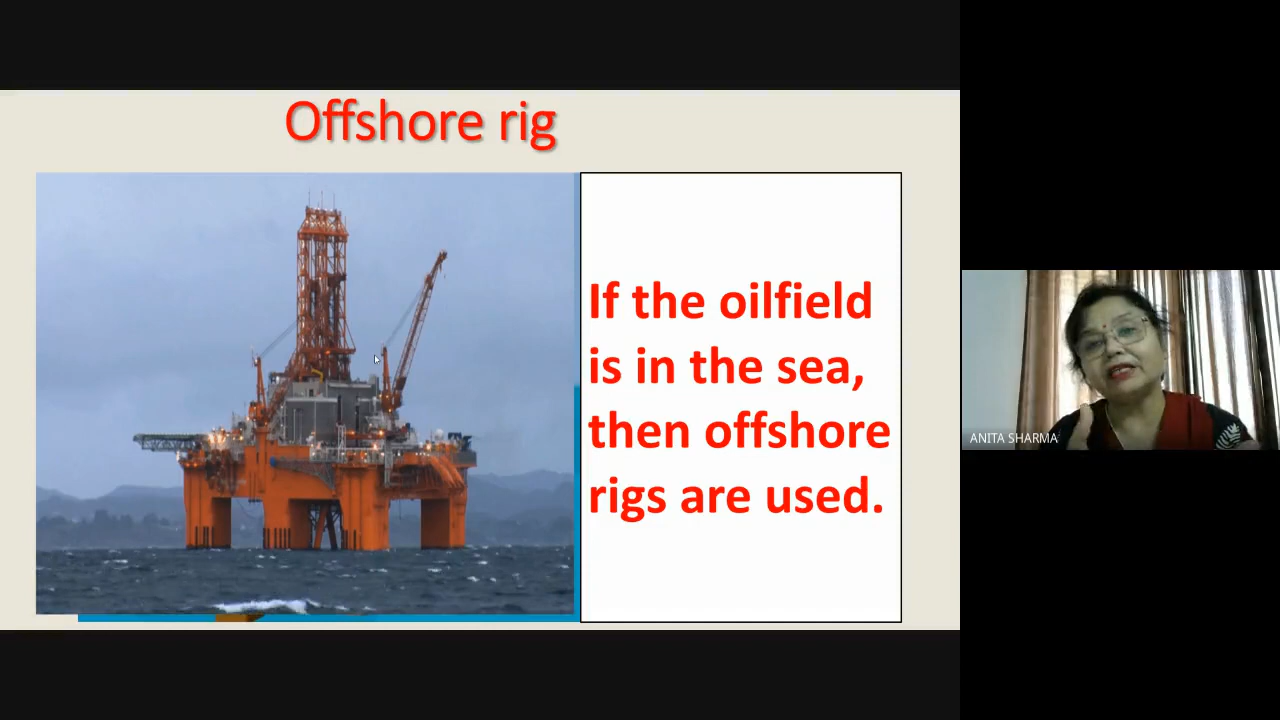 Offshore rig
If the oilfield
is in the sea,
then offshore
rigs are used.
ANITA SHARMA